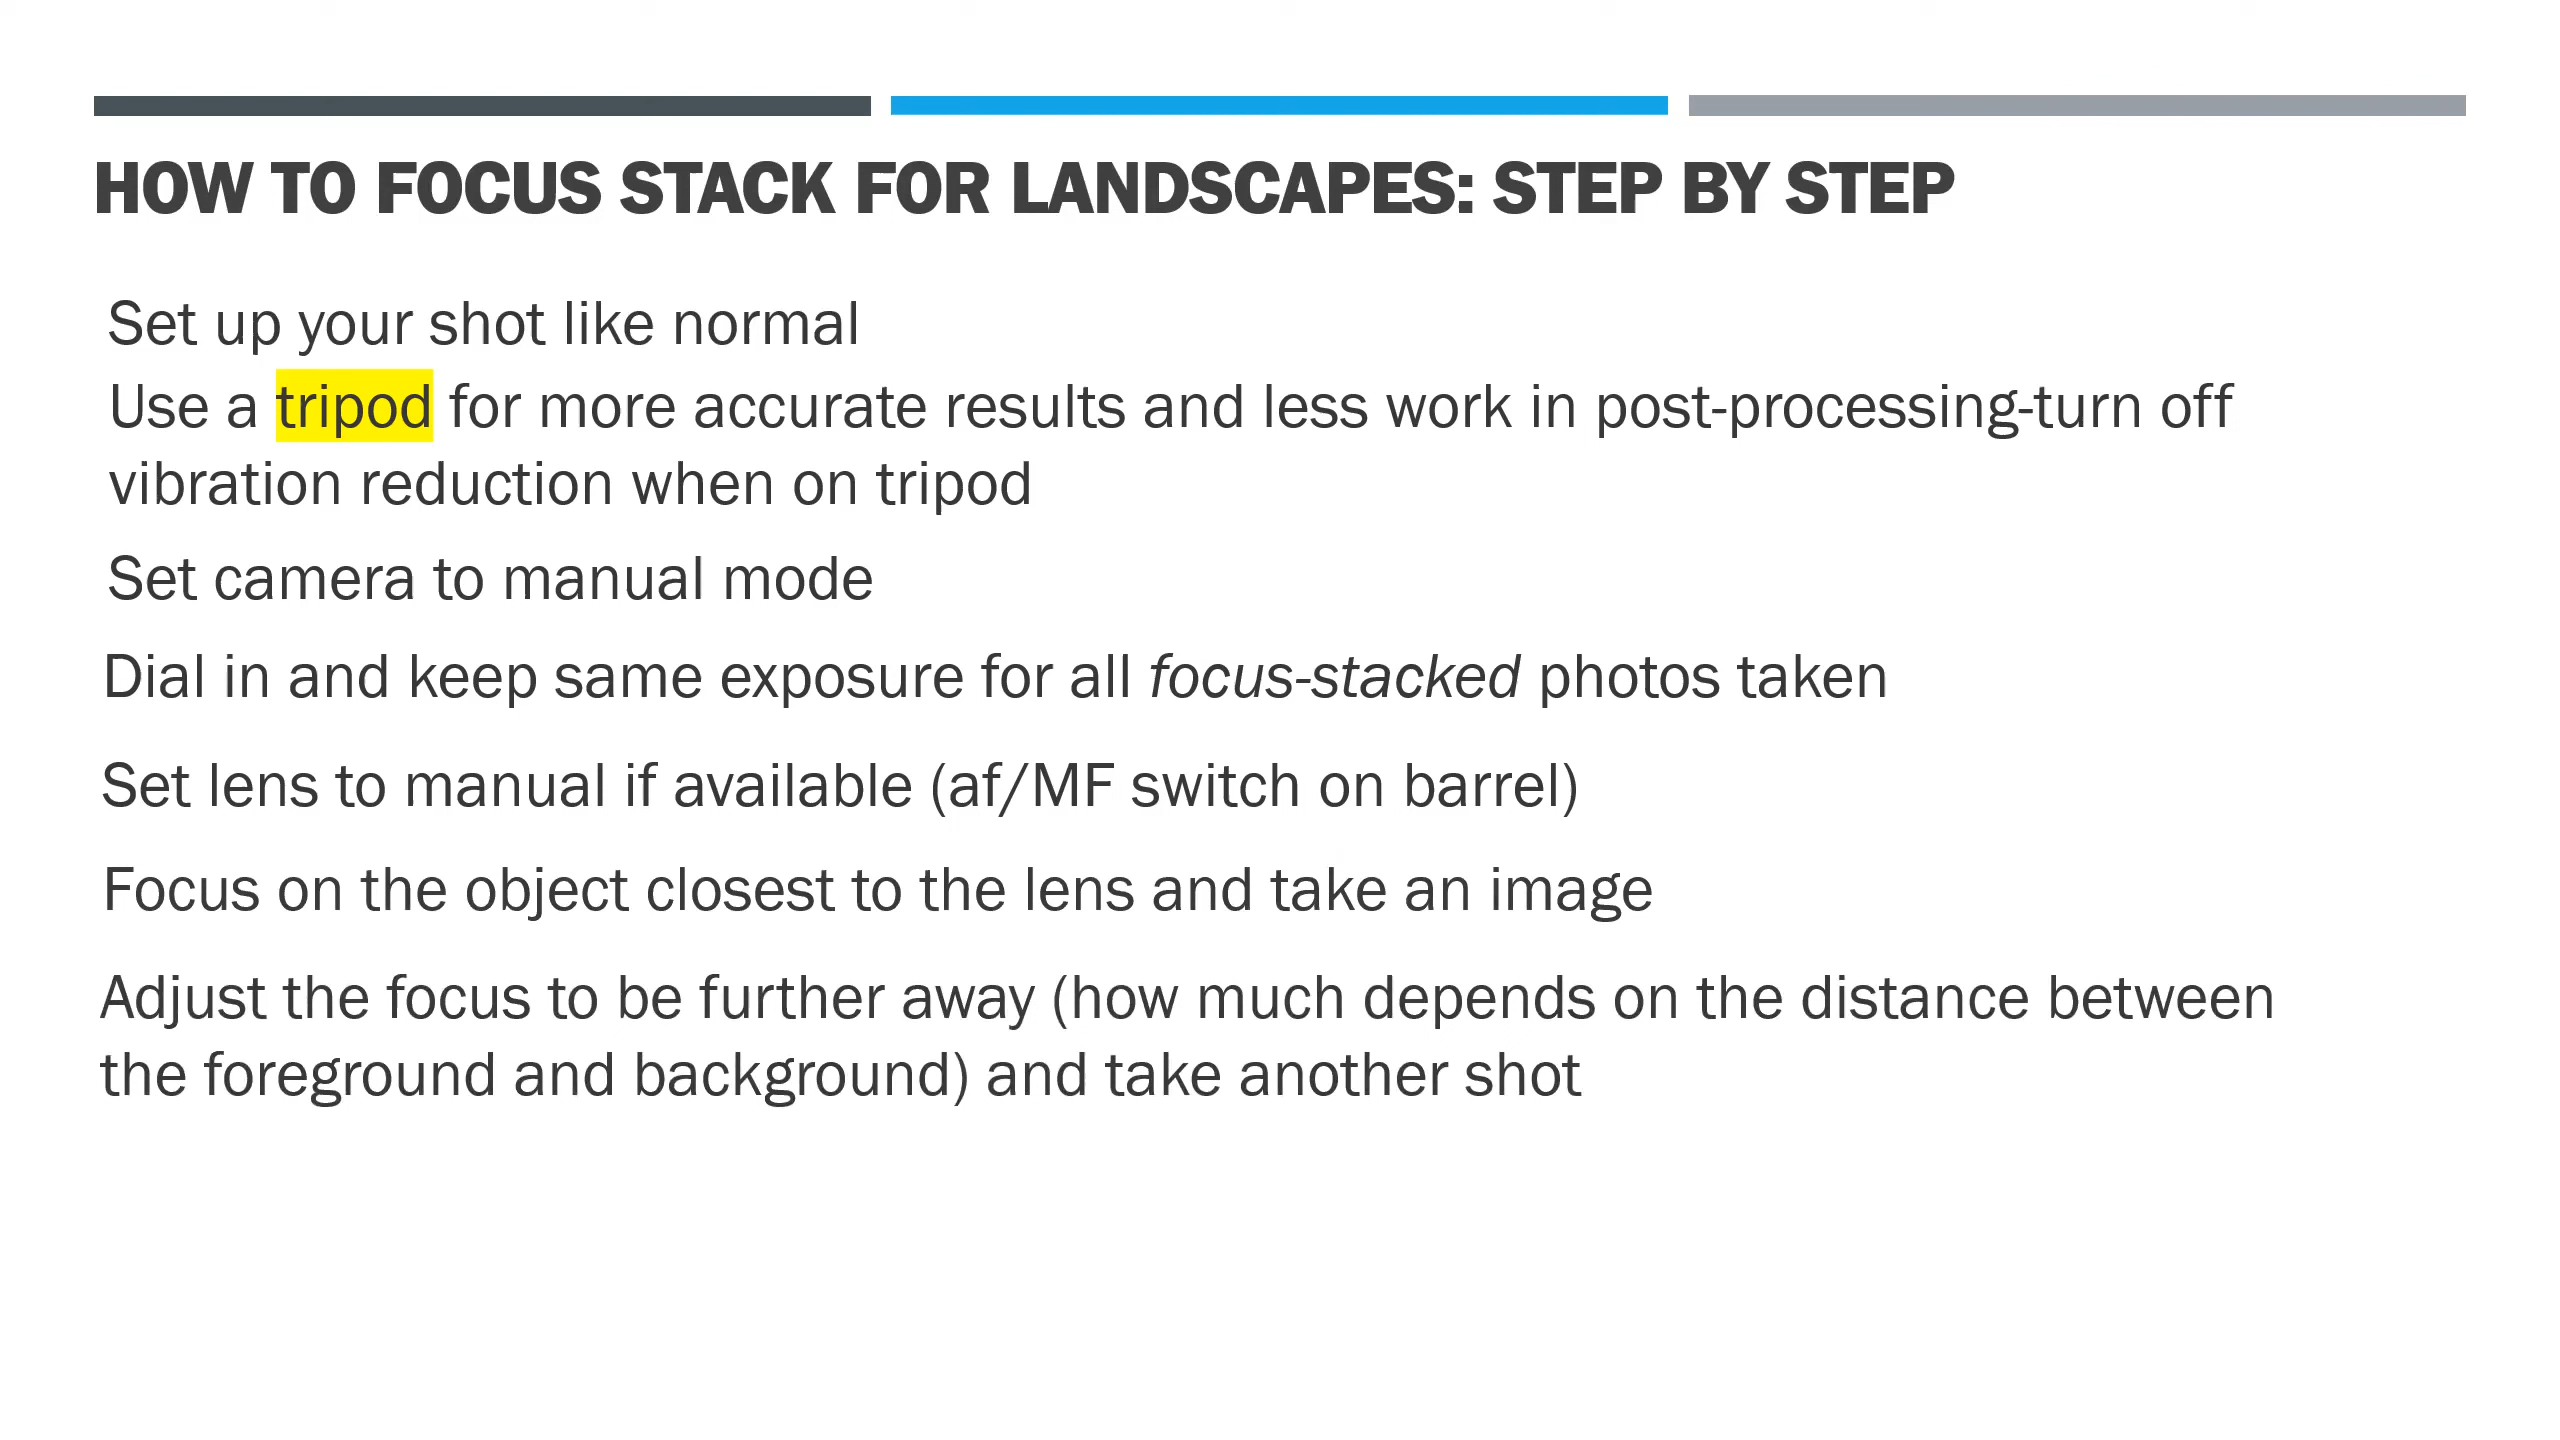 HOW TO FOCUS STACK FOR LANDSCAPES: STEP BY STEP
Set up your shot like normal
Use a tripod for more accurate results and less work in post-processing-turn off
vibration reduction when on tripod
Set camera to manual mode
Dial in and keep same exposure for all focus-stacked photos taken
Set lens to manual if available (af/MF switch on barrel)
Focus on the object closest to the lens and take an image
Adjust the focus to be further away (how much depends on the distance between
the foreground and background) and take another shot